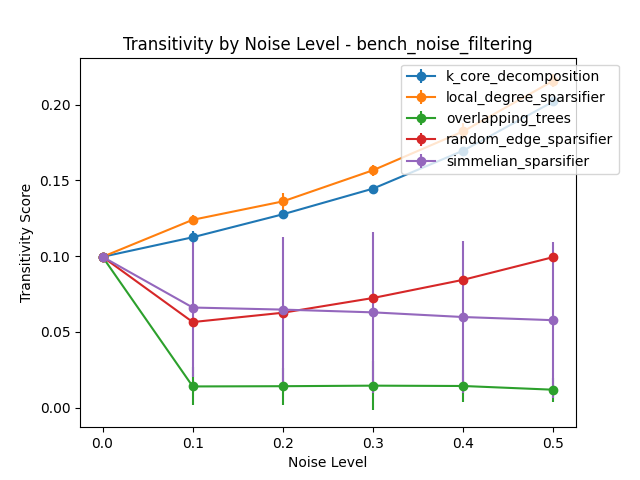 Transitivity by Noise Level - bench_noise_filtering
k_core_decomposition
local_degree_sparsifier
overlapping_trees
random_edge_sparsifier
simmelian_sparsifier
Transitivity Score
0.20
0.15
0.10
0.05
0.00
0.0 0.1 0.2 0.3 0.4 0.5
Noise Level